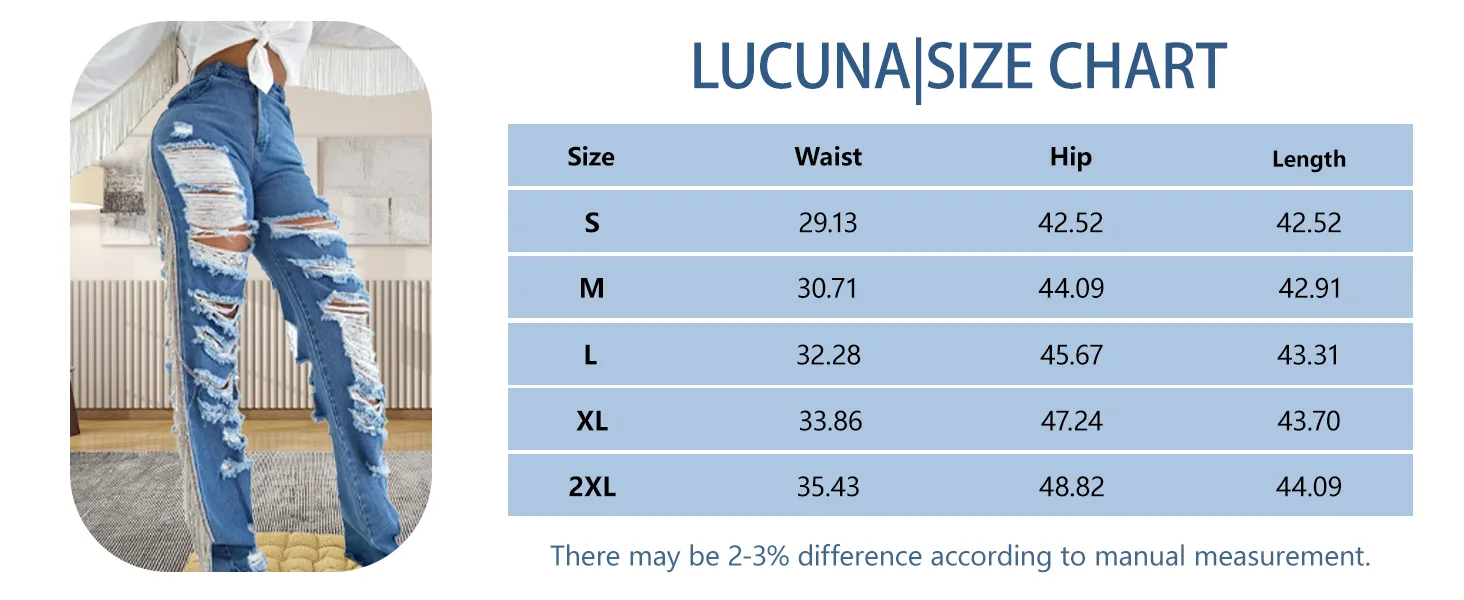 LUCUNA|SIZE CHART
Size Waist Hip Length
S 29.13 42.52 42.52
M 30.71 44.09 42.91
L 32.28 45.67 43.31
XL 33.86 47.24 43.70
2XL 35.43 48.82 44.09
There may be 2-3% difference according to manual measurement.